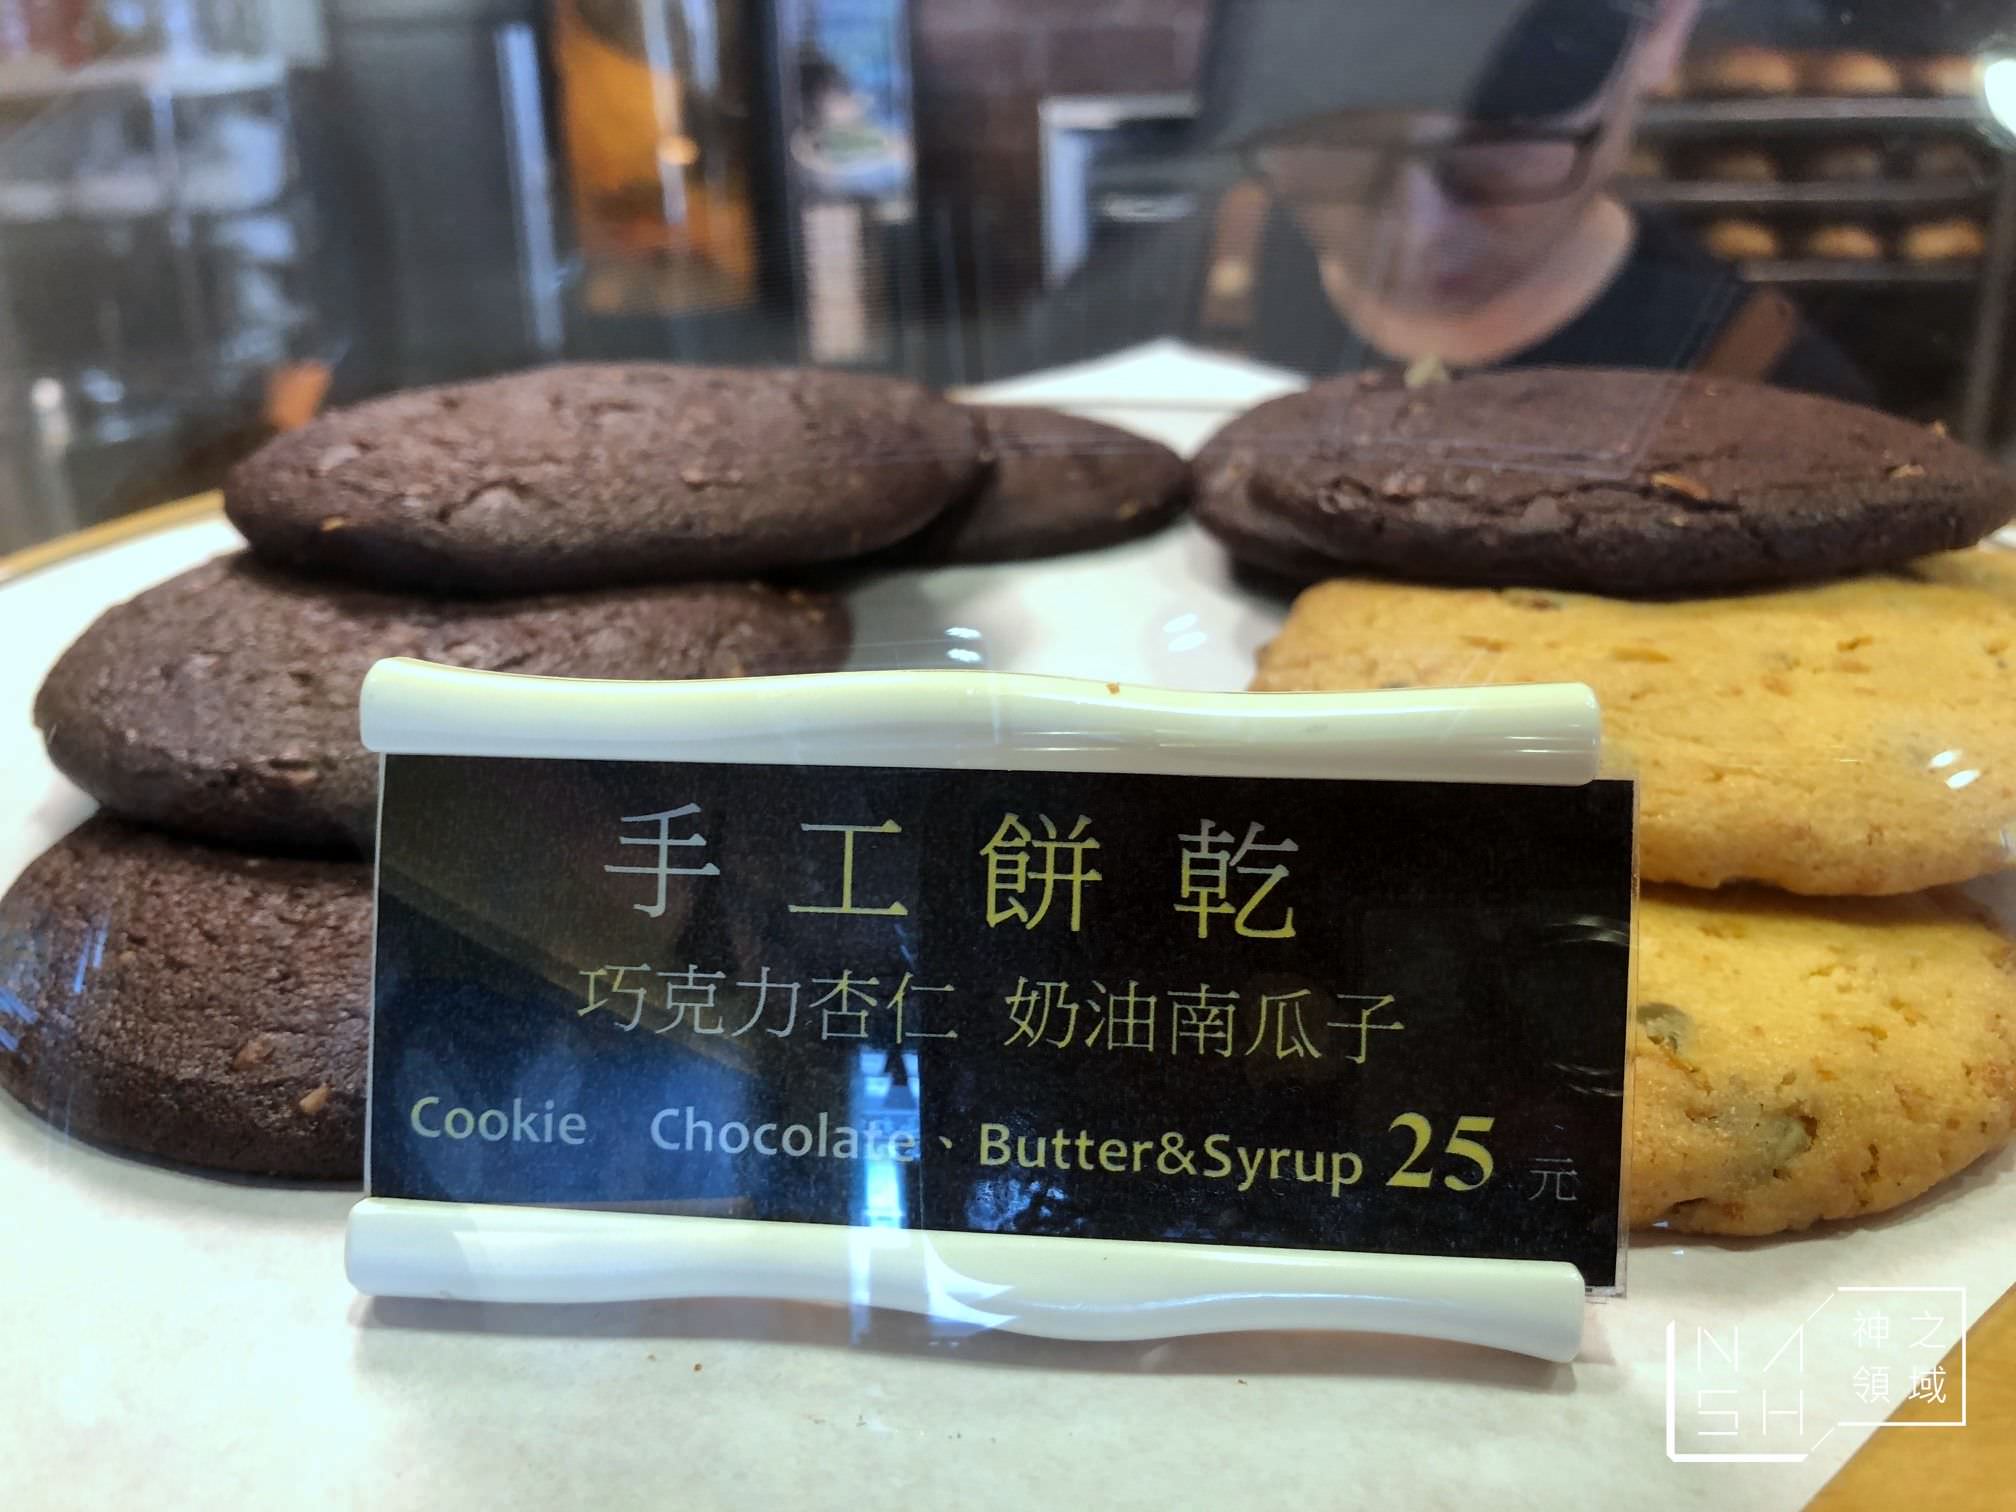 手工餅乾
巧克力杏仁 奶油南瓜子
Cookie Chocolate、Butter&Syrup 25 元
NASH 神之領域